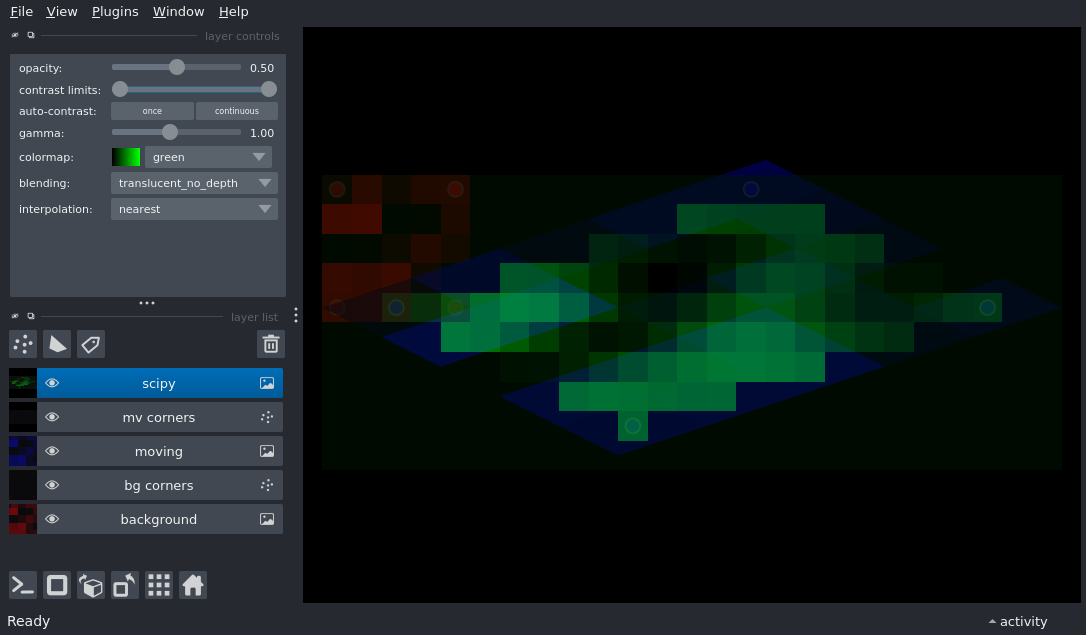 File View Plugins Window Help
layer controls
opacity: 0.50
contrast limits:
auto-contrast: once continuous
gamma: 1.00
colormap: green
blending: translucent_no_depth
interpolation: nearest
layer list
scipy
mv corners
moving
bg corners
background
Ready
activity